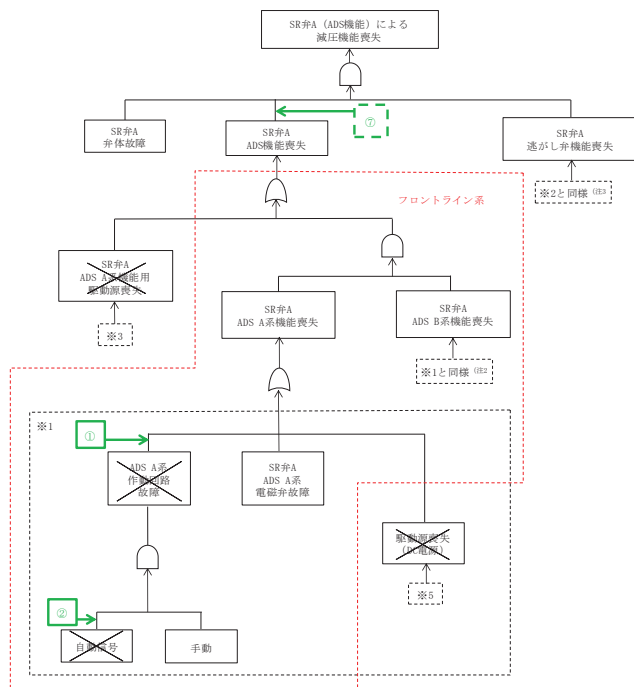 SR弁A（ADS機能）による
減圧機能喪失
⑦
SR弁A
弁体故障
SR弁A
ADS機能喪失
SR弁A
逃がし弁機能喪失
※2と同様（注3
フロントライン系
SR弁A
ADS A系機能用
駆動源喪失
※3
SR弁A
ADS A系機能喪失
SR弁A
ADS B系機能喪失
※1と同様（注2
※1
①
ADS A系
作動回路
故障
SR弁A
ADS A系
電磁弁故障
駆動源喪失
（DC電源）
※5
②
自動信号
手動